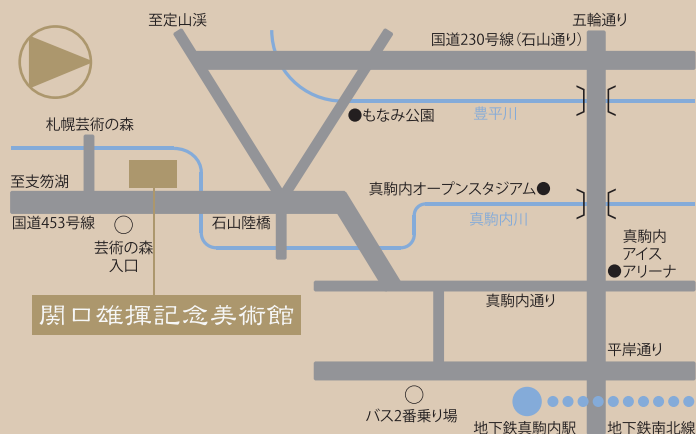 至定山渓
五輪通り
国道230号線（石山通り）
●もなみ公園
豊平川
札幌芸術の森
至支笏湖
真駒内オープンスタジアム●
国道453号線
石山陸橋
真駒内川
芸術の森
入口
真駒内
アイス
●アリーナ
真駒内通り
関口雄揮記念美術館
平岸通り
バス2番乗り場
地下鉄真駒内駅
地下鉄南北線